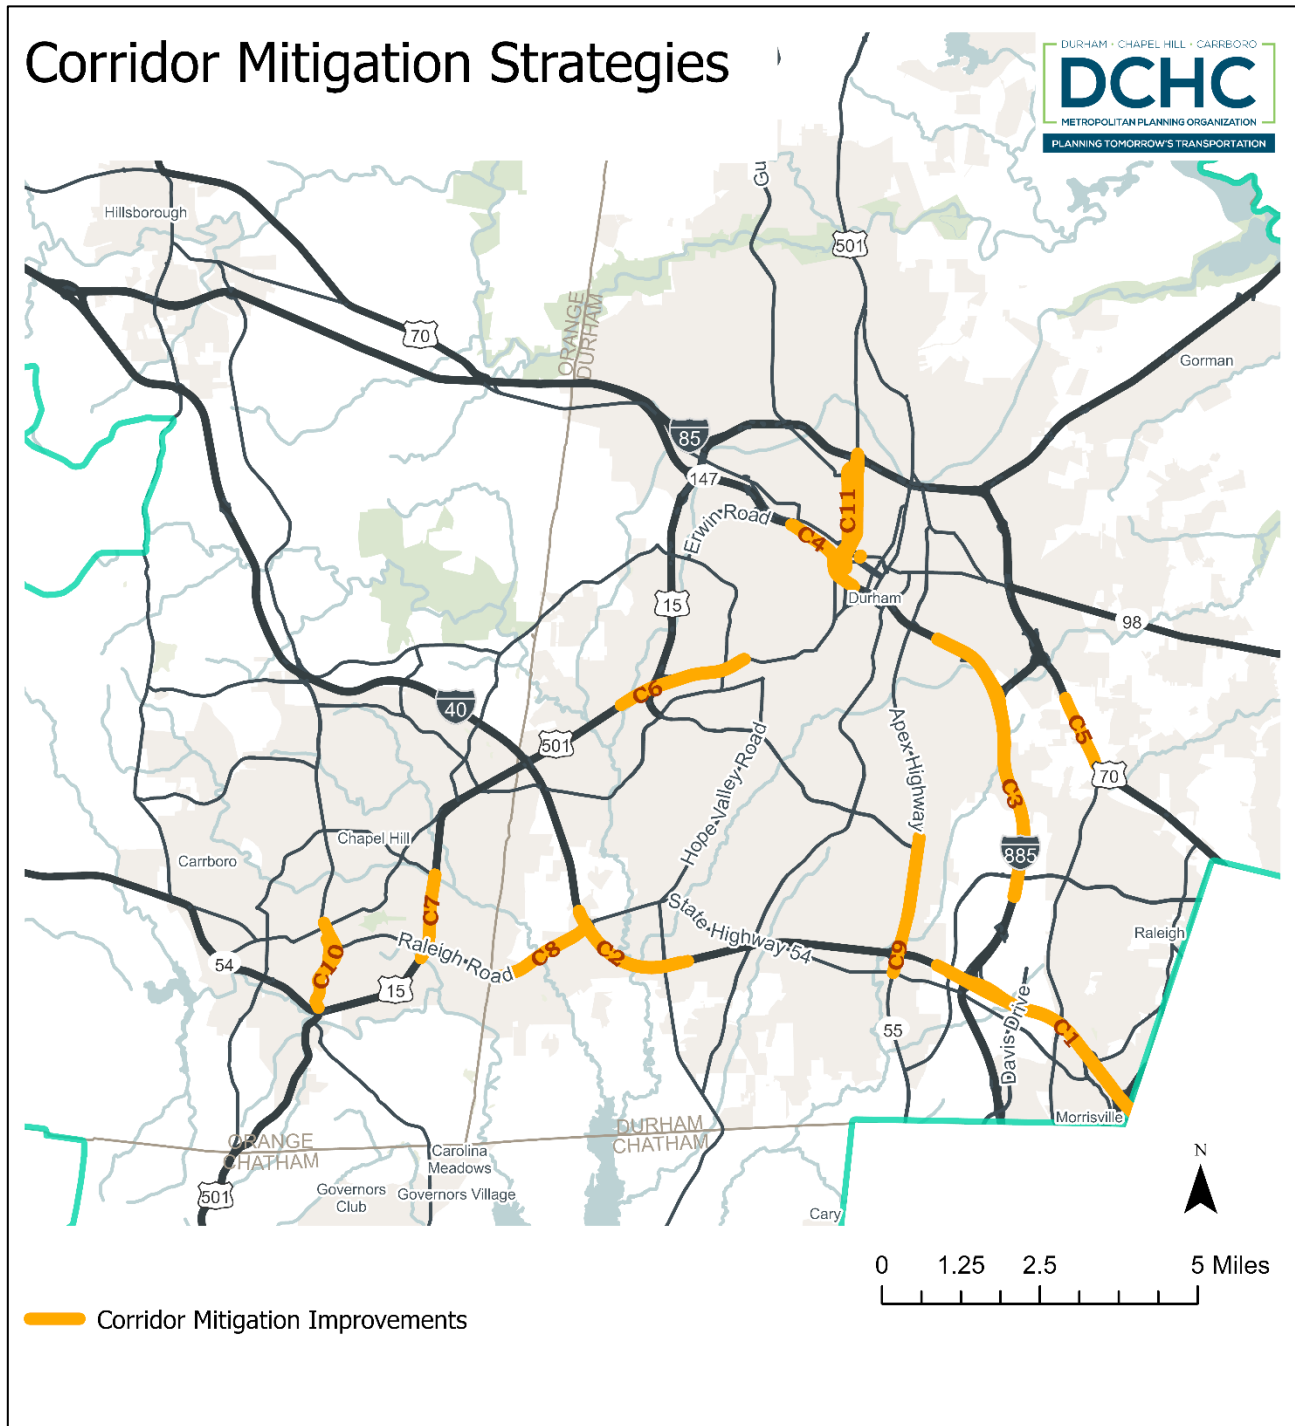 Corridor Mitigation Strategies
DURHAM · CHAPEL HILL · CARRBORO
DCHC
METROPOLITAN PLANNING ORGANIZATION
PLANNING TOMORROW'S TRANSPORTATION
Gu
Hillsborough
501
70
ORANGE
DURHAM
Gorman
85
147
Erwin Road
C4
C11
15
Durham
98
C6
40
501
Hope Valley Road
Apex Highway
C5
70
C3
Chapel Hill
Carrboro
885
C7
State Highway 54
Raleigh
Raleigh Road
C8
C2
C9
54
C10
15
55
Davis Drive
C1
Morrisville
ORANGE
CHATHAM
DURHAM
CHATHAM
Carolina
Meadows
501
Governors
Club
Governors Village
Cary
N
0 1.25 2.5 5 Miles
Corridor Mitigation Improvements